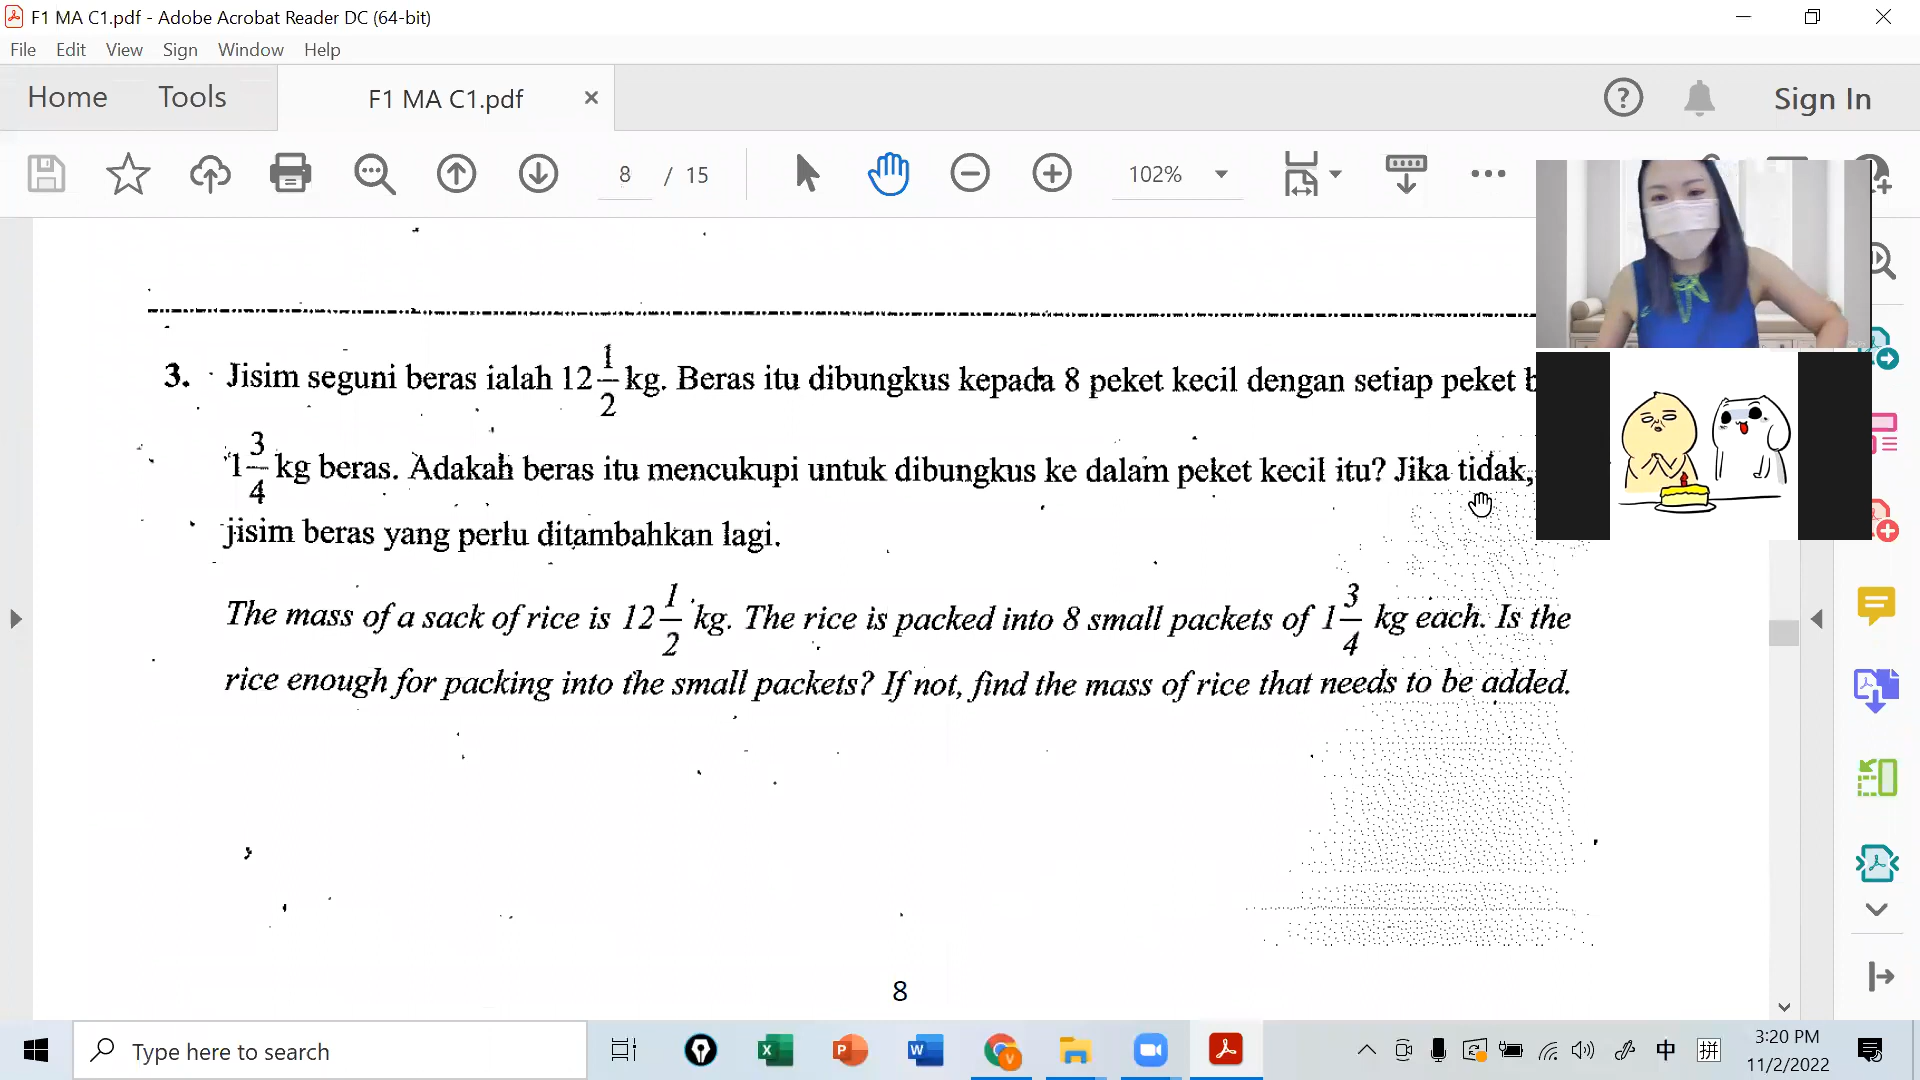 F1 MA C1.pdf - Adobe Acrobat Reader DC (64-bit)
File Edit View Sign Window Help
Home Tools F1 MA C1.pdf Sign In
8 / 15 102%
3. Jisim seguni beras ialah 12 1/2 kg. Beras itu dibungkus kepada 8 peket kecil dengan setiap peket b
1 3/4 kg beras. Adakah beras itu mencukupi untuk dibungkus ke dalam peket kecil itu? Jika tidak,
jisim beras yang perlu ditambahkan lagi.
The mass of a sack of rice is 12 1/2 kg. The rice is packed into 8 small packets of 1 3/4 kg each. Is the
rice enough for packing into the small packets? If not, find the mass of rice that needs to be added.
8
Type here to search
中 拼 3:20 PM
11/2/2022